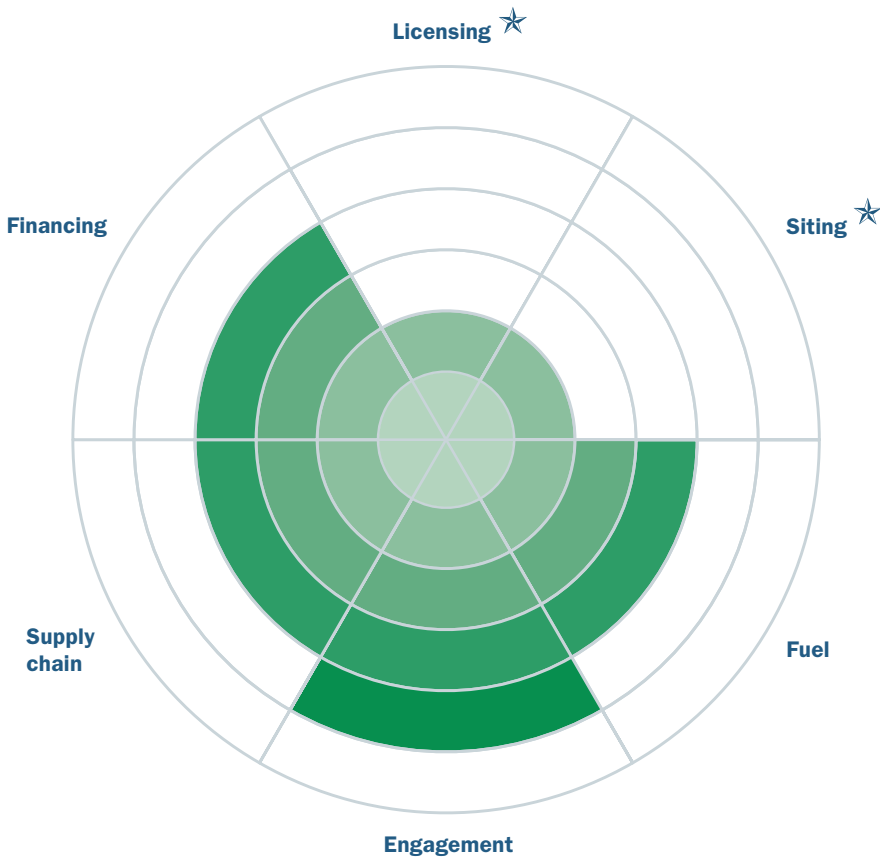 Licensing
Financing
Siting
Supply
chain
Fuel
Engagement